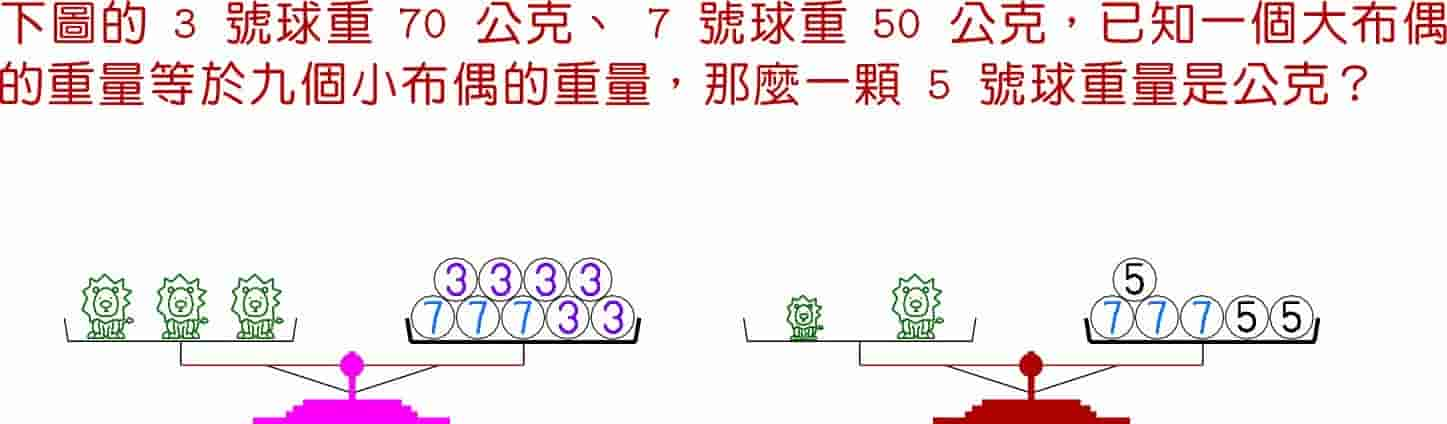 下圖的 3 號球重 70 公克、 7 號球重 50 公克，已知一個大布偶
的重量等於九個小布偶的重量，那麼一顆 5 號球重量是公克？
3 3 3 3
7 7 7 3 3
5
7 7 7 5 5